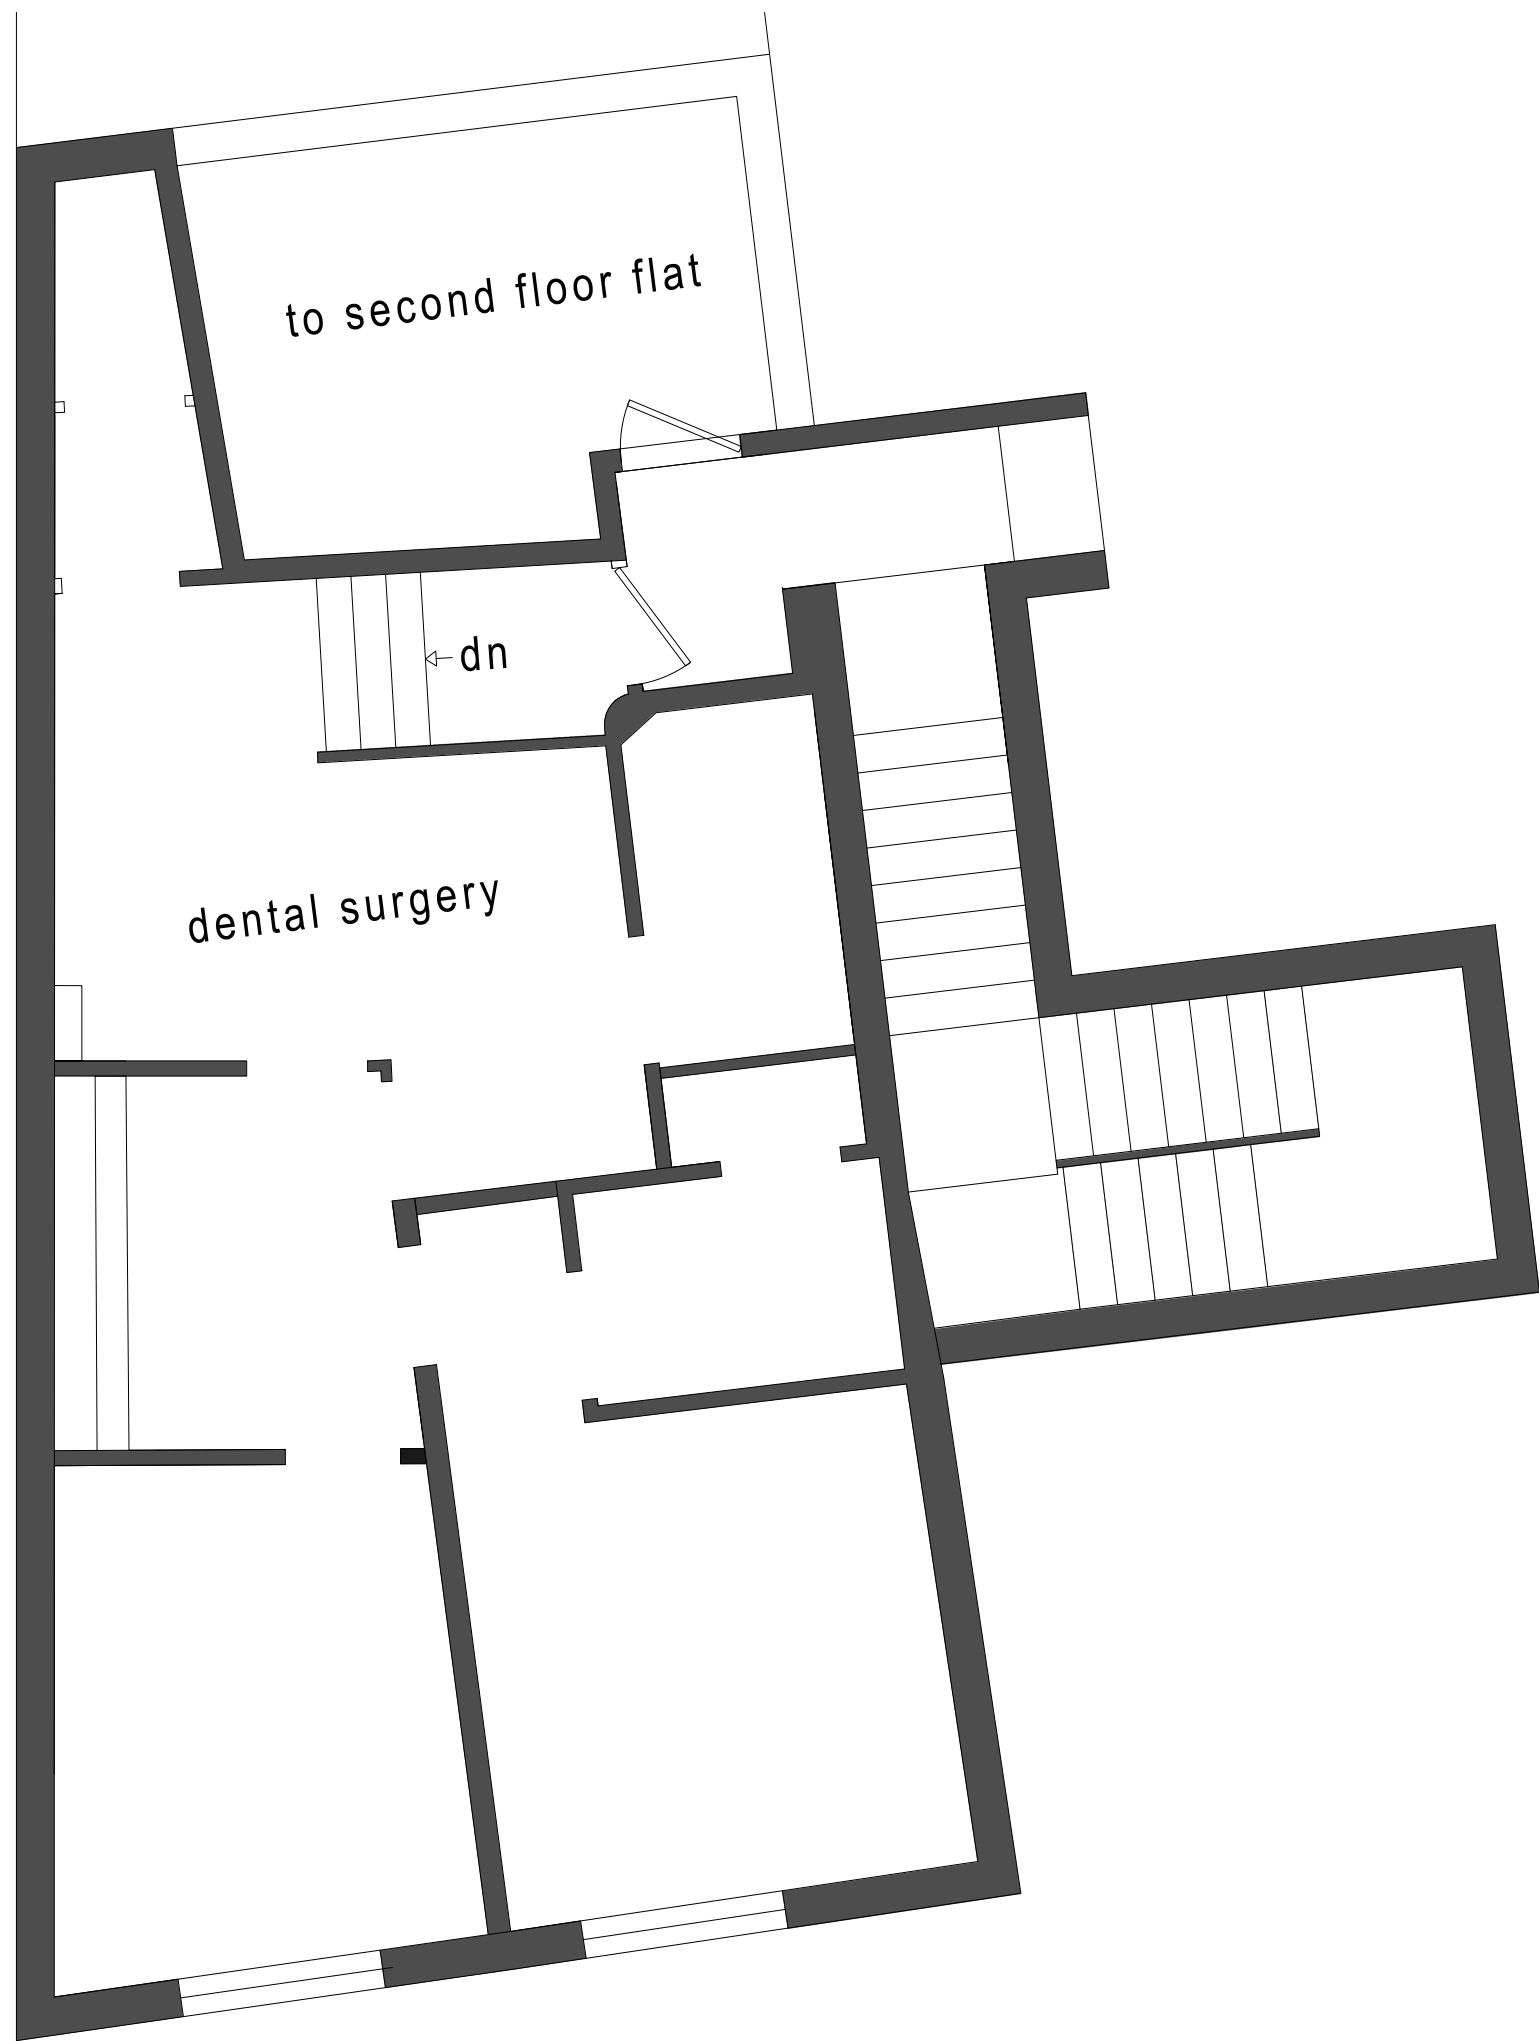 to second floor flat
dn
dental surgery